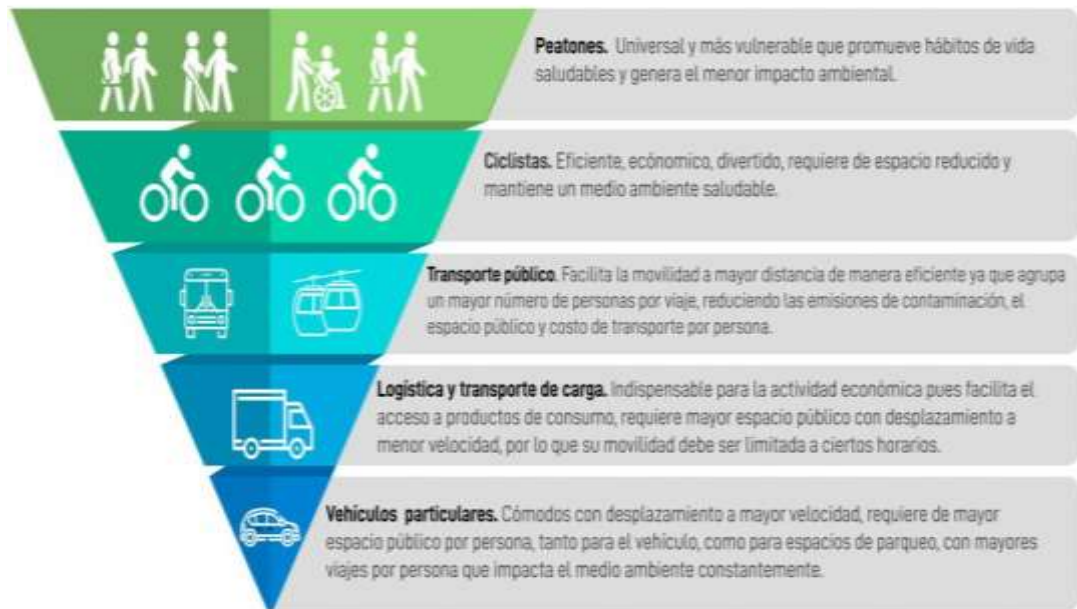 Peatones. Universal y más vulnerable que promueve hábitos de vida
saludables y genera el menor impacto ambiental.
Ciclistas. Eficiente, ecónomico, divertido, requiere de espacio reducido y
mantiene un medio ambiente saludable.
Transporte público. Facilita la movilidad a mayor distancia de manera eficiente ya que agrupa
un mayor número de personas por viaje, reduciendo las emisiones de contaminación, el
espacio público y costo de transporte por persona.
Logística y transporte de carga. Indispensable para la actividad económica pues facilita el
acceso a productos de consumo, requiere mayor espacio público con desplazamiento a
menor velocidad, por lo que su movilidad debe ser limitada a ciertos horarios.
Vehículos particulares. Cómodos con desplazamiento a mayor velocidad, requiere de mayor
espacio público por persona, tanto para el vehículo, como para espacios de parqueo, con mayores
viajes por persona que impacta el medio ambiente constantemente.